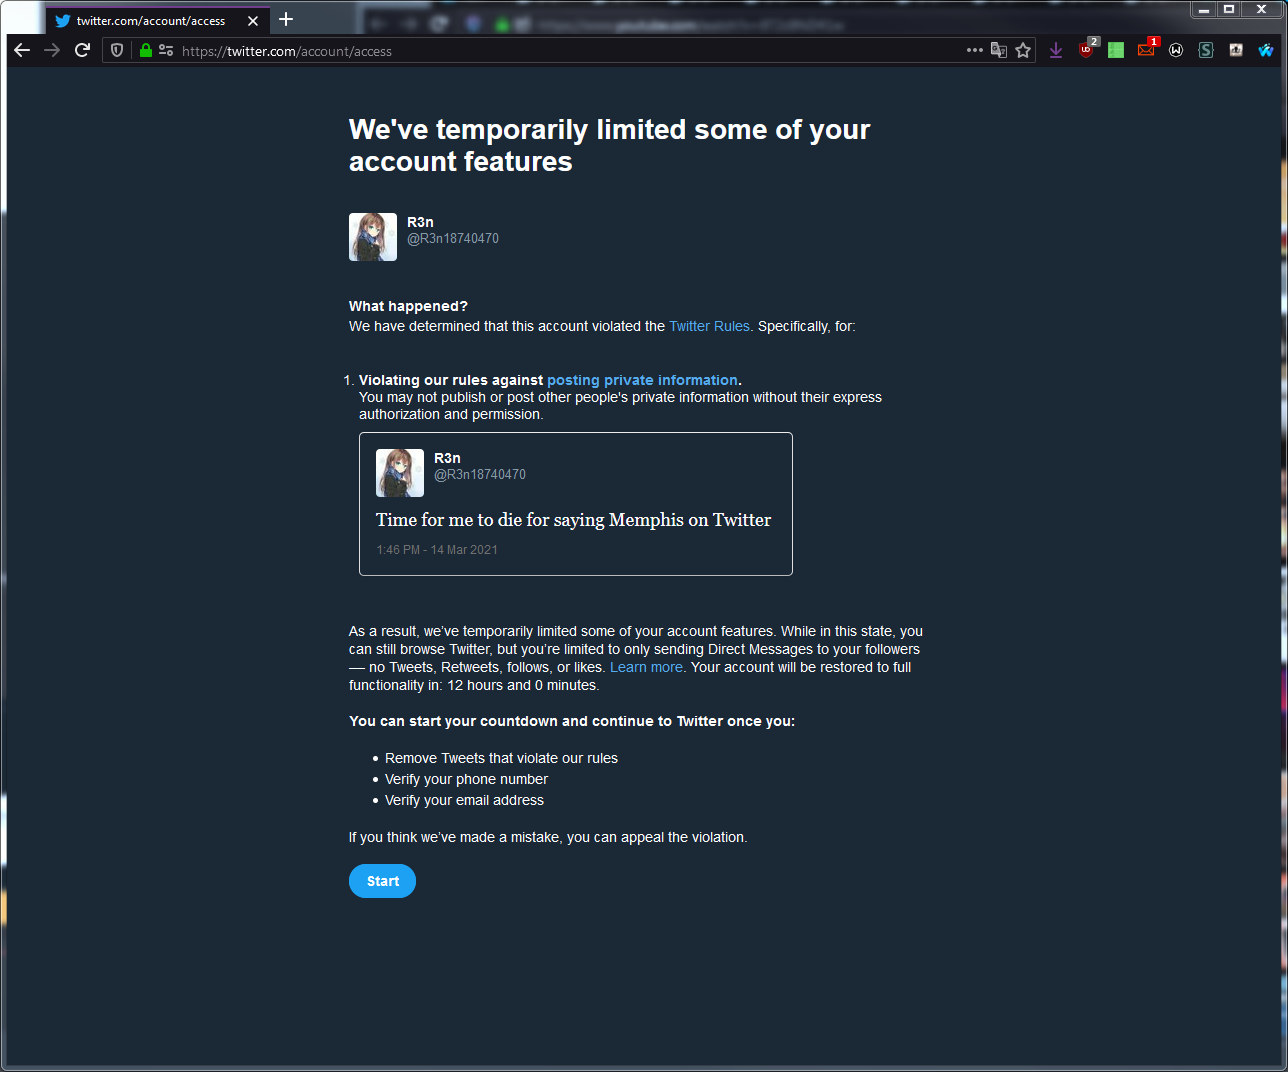 twitter.com/account/access
https://twitter.com/account/access
2
1
We've temporarily limited some of your
account features
R3n
@R3n18740470
What happened?
We have determined that this account violated the Twitter Rules. Specifically, for:
1. Violating our rules against posting private information.
You may not publish or post other people's private information without their express
authorization and permission.
R3n
@R3n18740470
Time for me to die for saying Memphis on Twitter
1:46 PM - 14 Mar 2021
As a result, we’ve temporarily limited some of your account features. While in this state, you
can still browse Twitter, but you’re limited to only sending Direct Messages to your followers
— no Tweets, Retweets, follows, or likes. Learn more. Your account will be restored to full
functionality in: 12 hours and 0 minutes.
You can start your countdown and continue to Twitter once you:
• Remove Tweets that violate our rules
• Verify your phone number
• Verify your email address
If you think we’ve made a mistake, you can appeal the violation.
Start